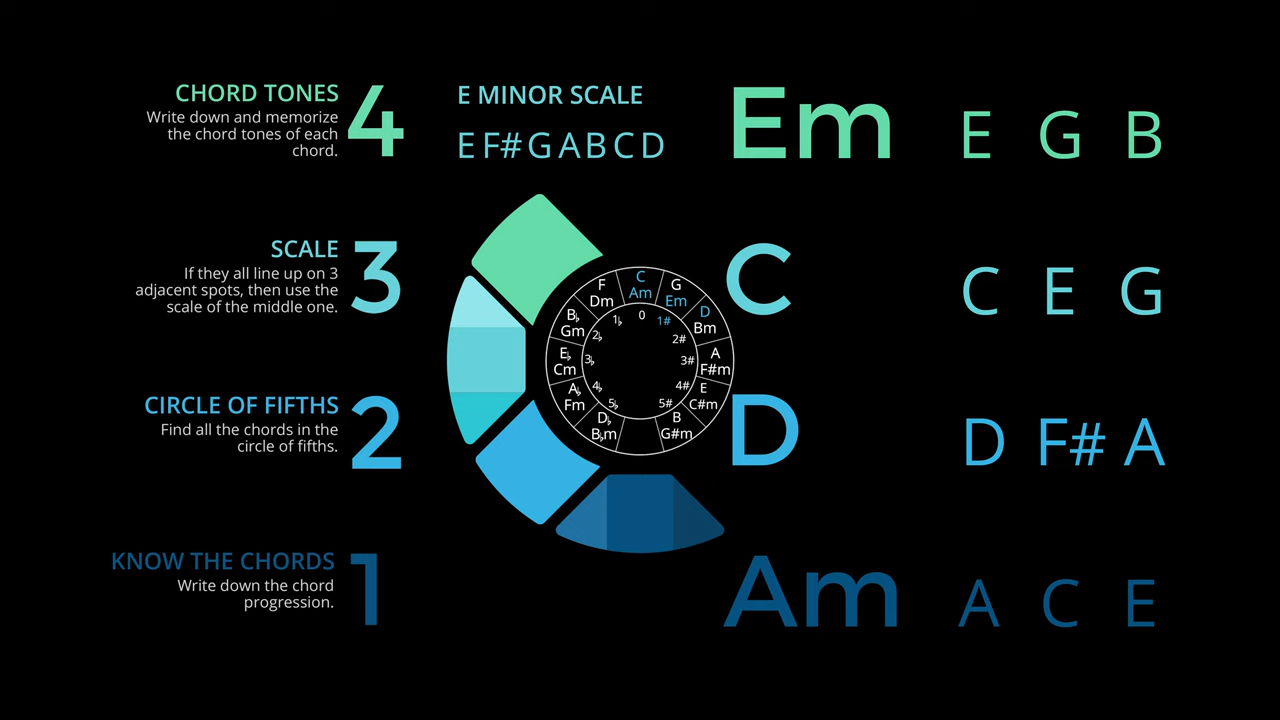 CHORD TONES
Write down and memorize
the chord tones of each
chord.
4
E MINOR SCALE
E F# G A B C D
Em
E G B
SCALE
If they all line up on 3
adjacent spots, then use the
scale of the middle one.
3
C
C E G
CIRCLE OF FIFTHS
Find all the chords in the
circle of fifths.
2
D
D F# A
KNOW THE CHORDS
Write down the chord
progression.
1
Am
A C E
C
Am
0
G
Em
1#
D
Bm
2#
A
F#m
3#
E
C#m
4#
B
G#m
5#
D♭
B♭m
5♭
A♭
Fm
4♭
E♭
Cm
3♭
B♭
Gm
2♭
F
Dm
1♭